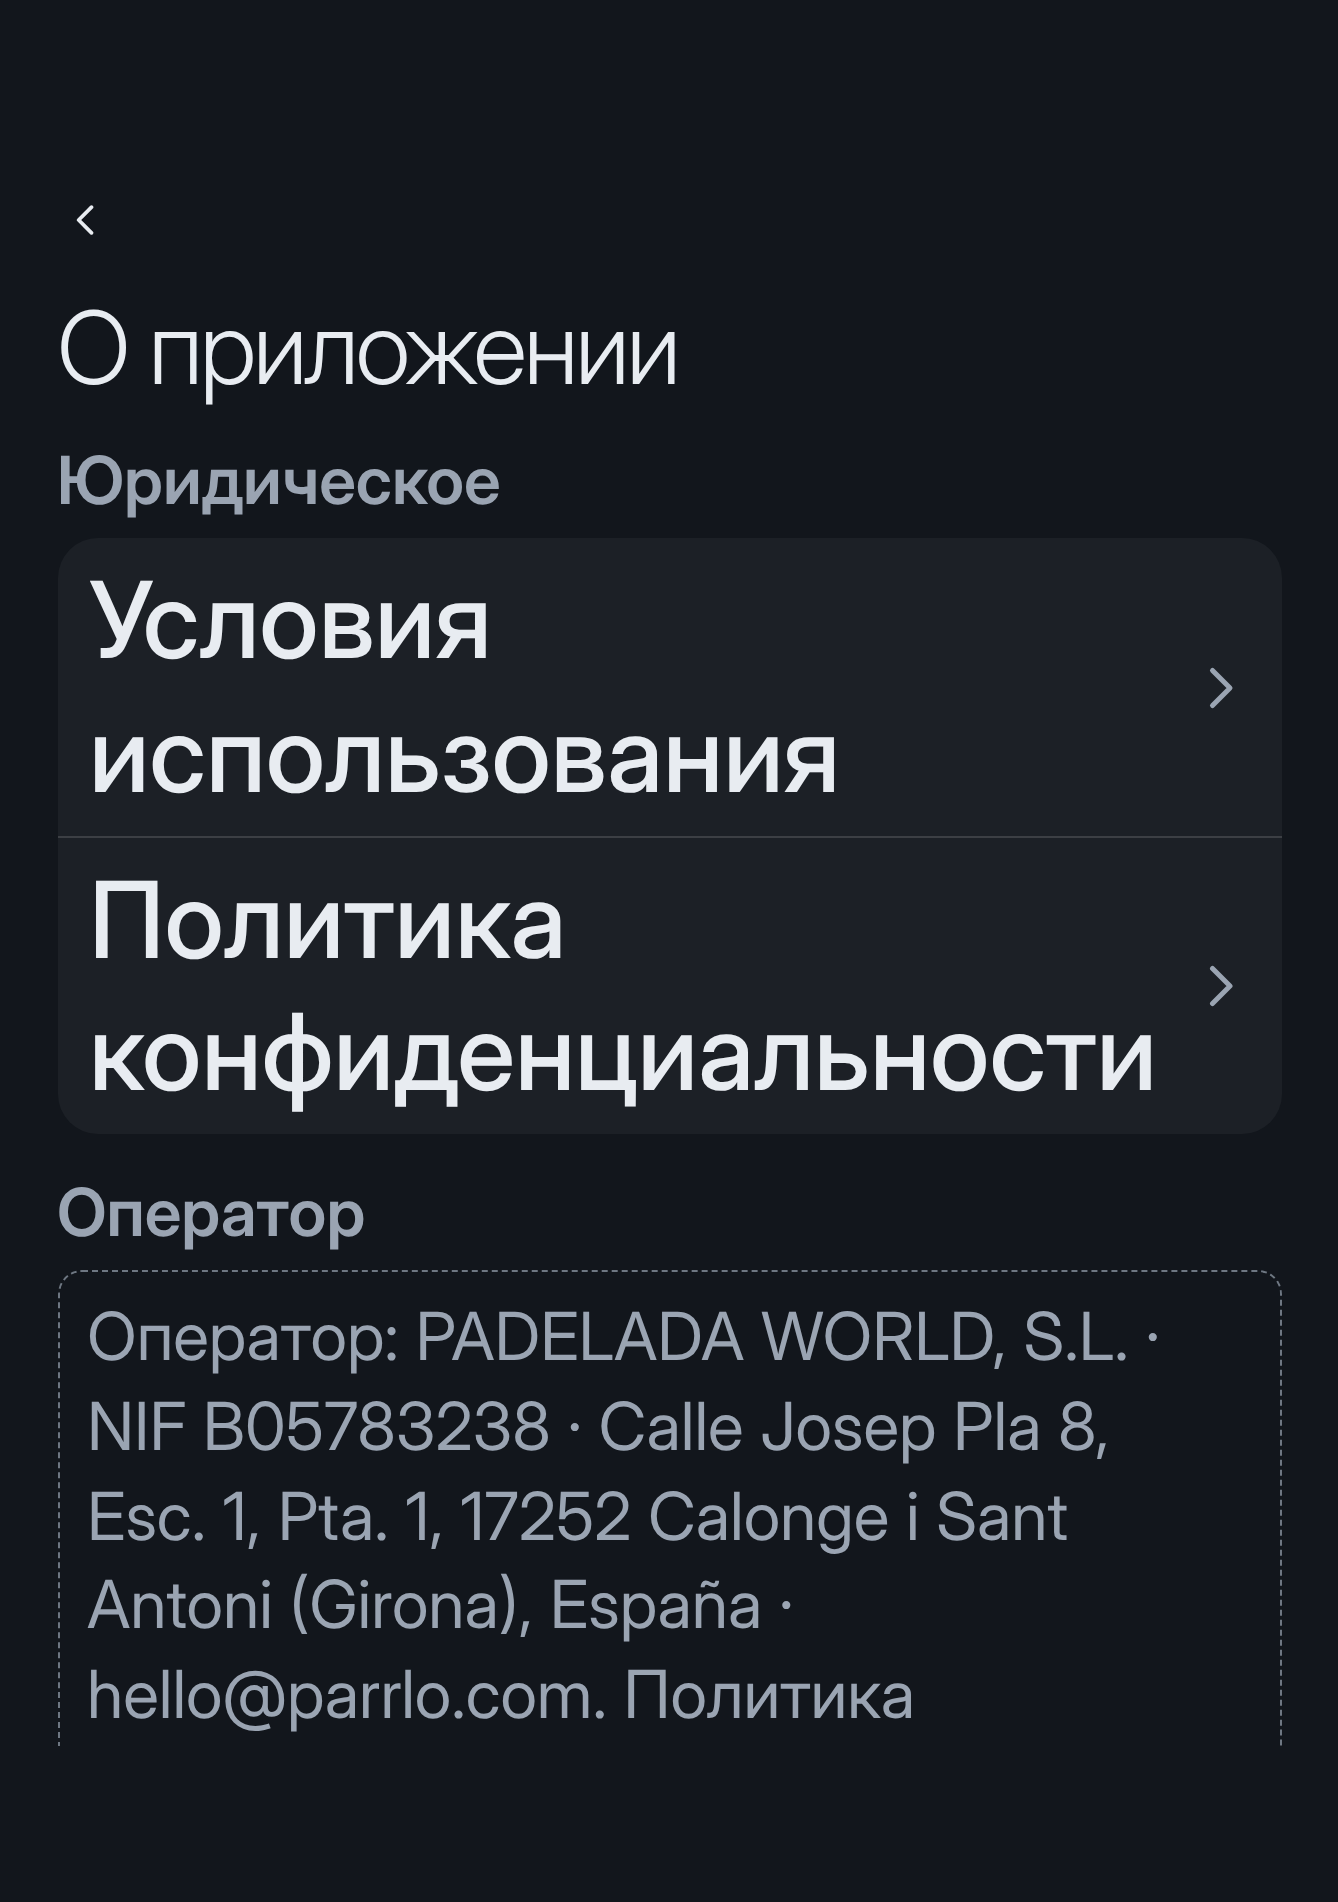 О приложении
Юридическое
Условия
использования
Политика
конфиденциальности
Оператор
Оператор: PADELADA WORLD, S.L. ·
NIF B05783238 · Calle Josep Pla 8,
Esc. 1, Pta. 1, 17252 Calonge i Sant
Antoni (Girona), España ·
hello@parrlo.com. Политика